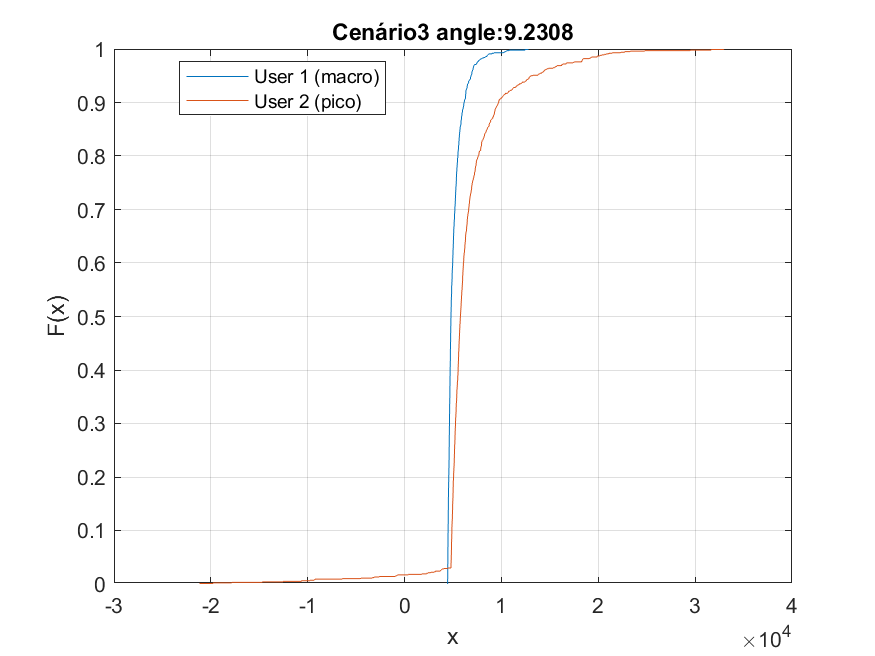 Cenário3 angle:9.2308
User 1 (macro)
User 2 (pico)
1
0.9
0.8
0.7
0.6
0.5
0.4
0.3
0.2
0.1
0
F(x)
-3 -2 -1 0 1 2 3 4
x
×10⁴